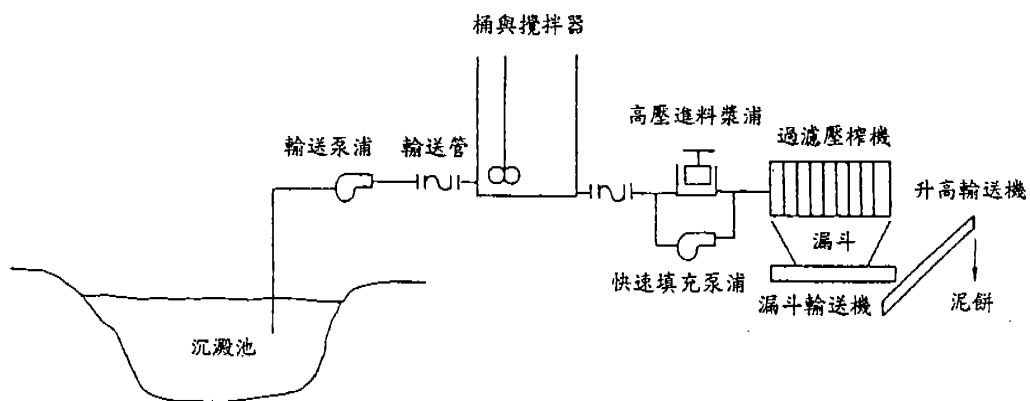 桶與攪拌器
高壓進料漿浦
過濾壓榨機
輸送泵浦
輸送管
升高輸送機
漏斗
快速填充泵浦
漏斗輸送機
泥餅
沉澱池